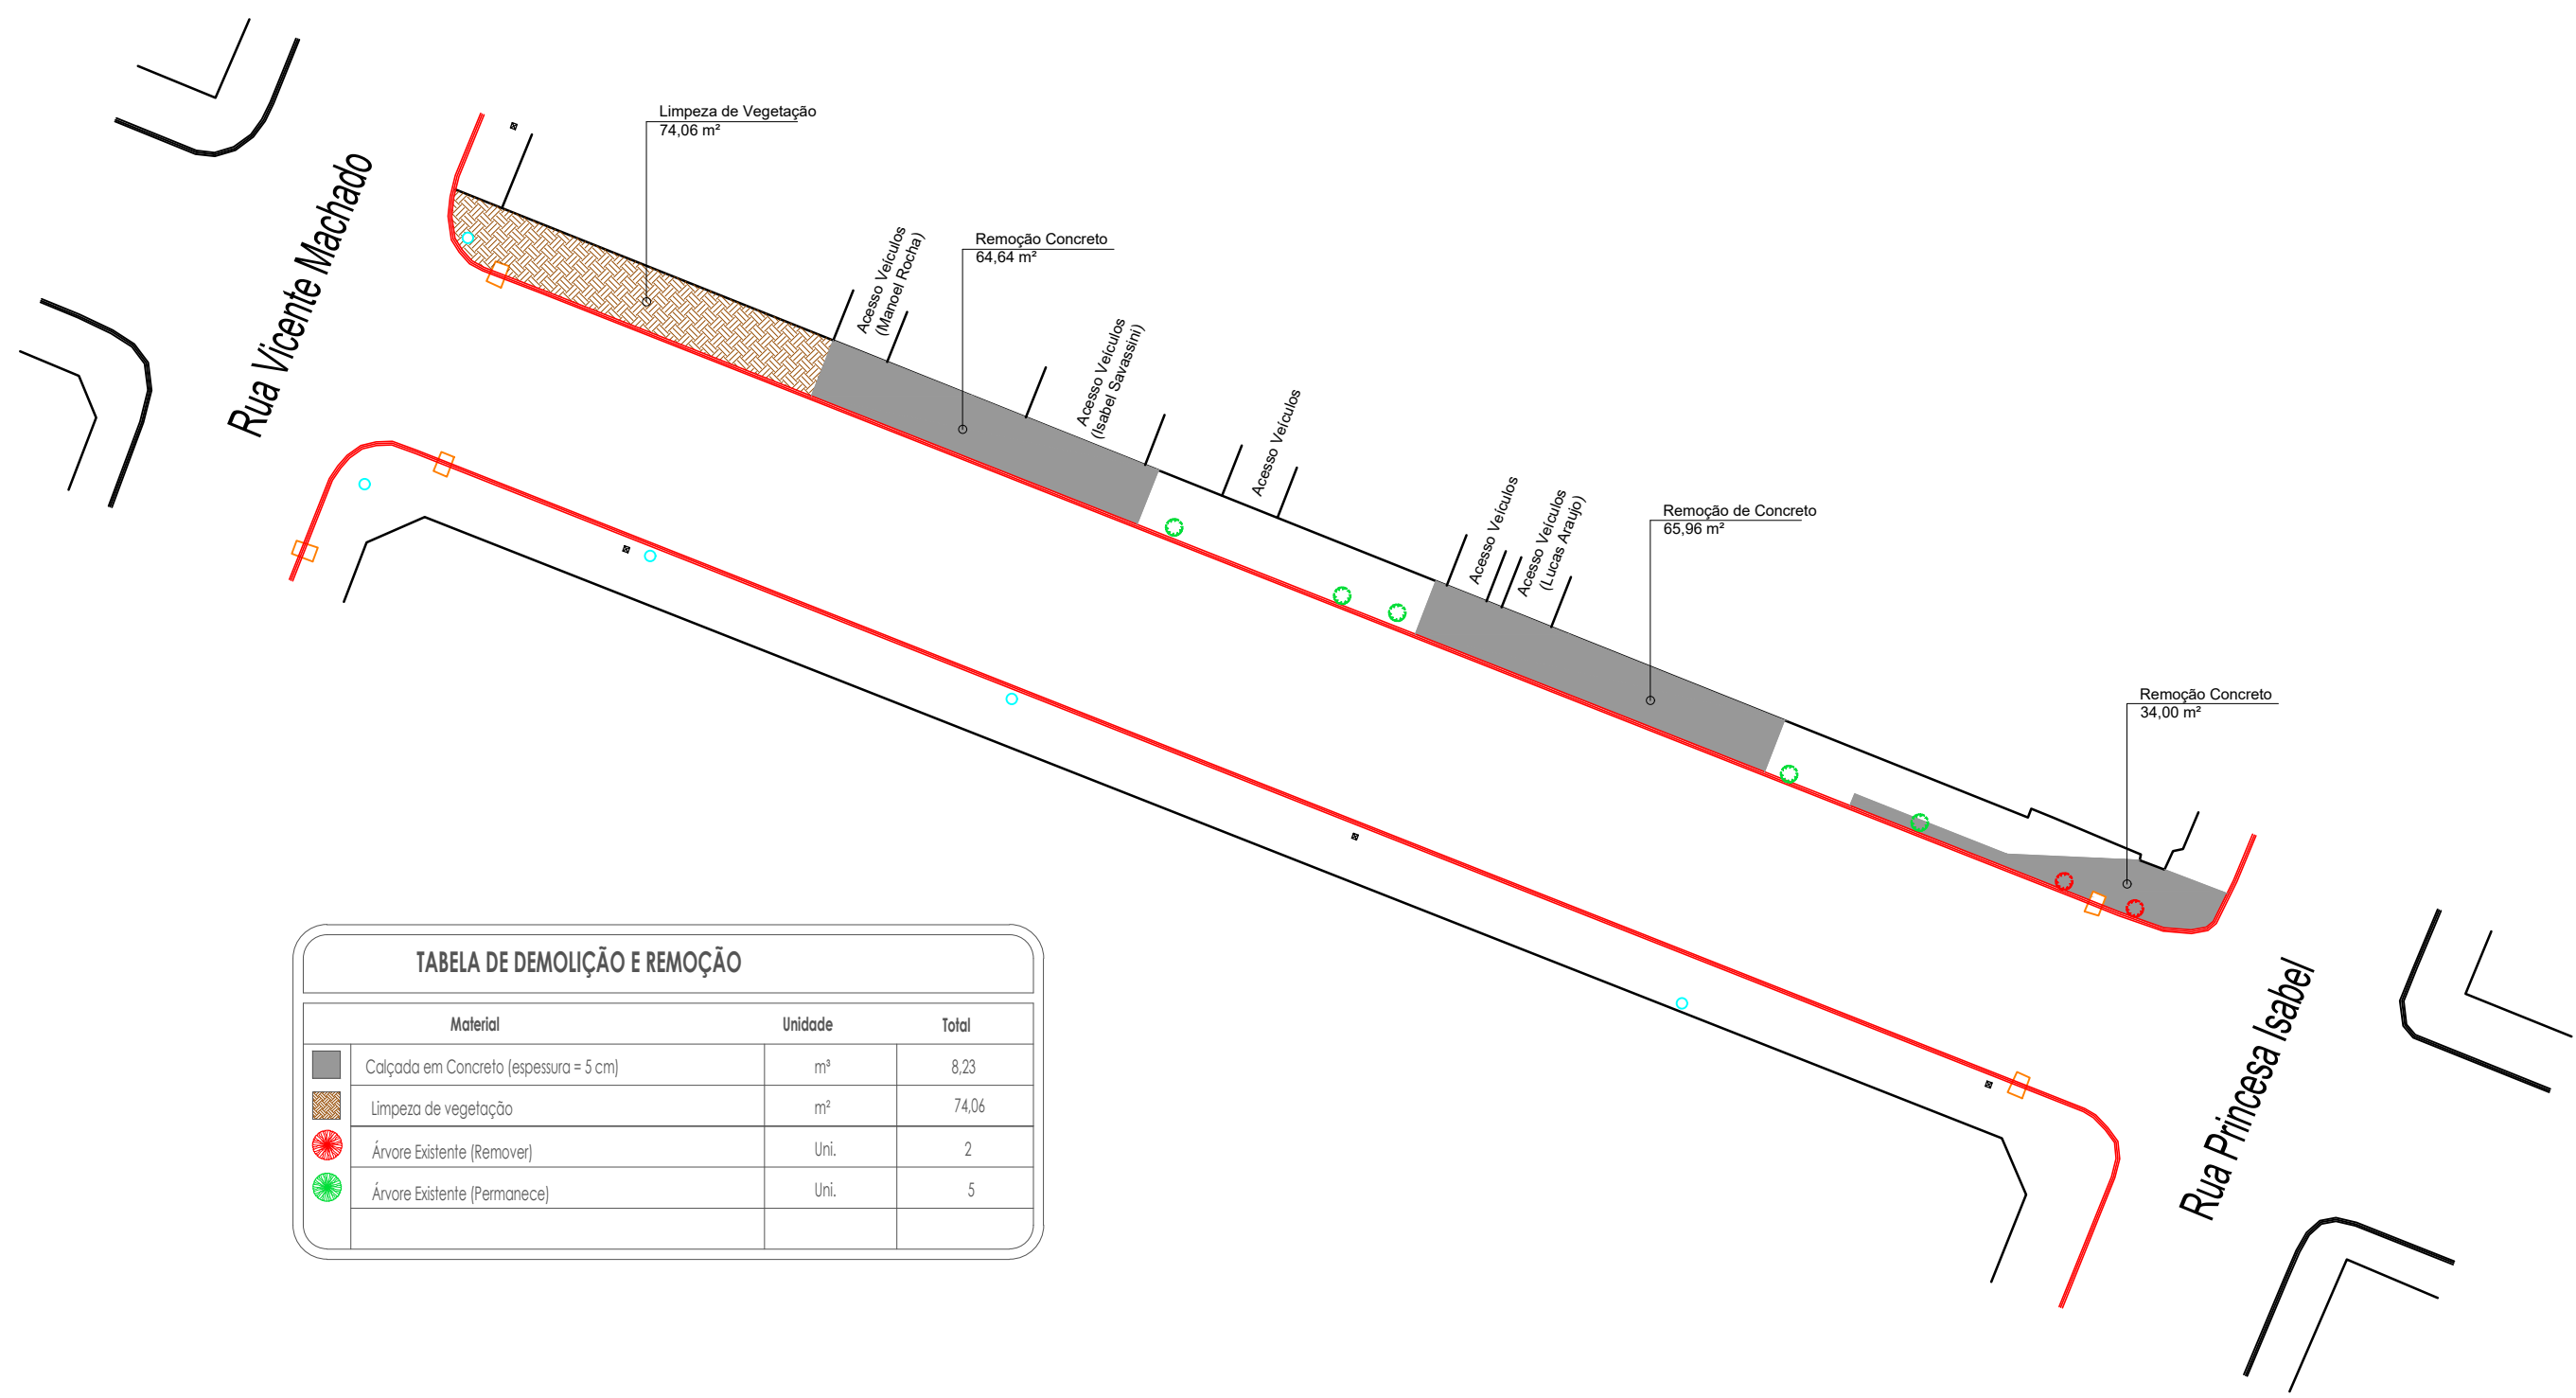 Limpeza de Vegetação
74,06 m²
Rua Vicente Machado
Acesso Veículos
(Manoel Rocha)
Remoção Concreto
64,64 m²
Acesso Veículos
(Isabel Savassini)
Acesso Veículos
Acesso Veículos
Acesso Veículos
(Lucas Araujo)
Remoção de Concreto
65,96 m²
Remoção Concreto
34,00 m²
Rua Princesa Isabel
TABELA DE DEMOLIÇÃO E REMOÇÃO
Material Unidade Total
Calçada em Concreto (espessura = 5 cm) m³ 8,23
Limpeza de vegetação m² 74,06
Árvore Existente (Remover) Uni. 2
Árvore Existente (Permanece) Uni. 5